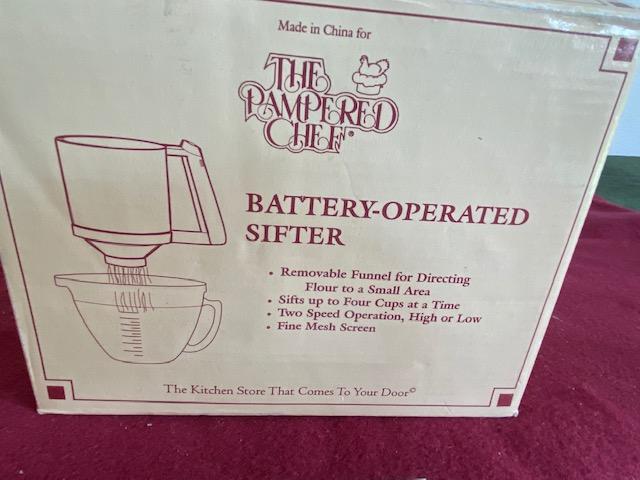 Made in China for
THE
PAMPERED
CHEF®
BATTERY-OPERATED
SIFTER
• Removable Funnel for Directing
Flour to a Small Area
• Sifts up to Four Cups at a Time
• Two Speed Operation, High or Low
• Fine Mesh Screen
The Kitchen Store That Comes To Your Door©